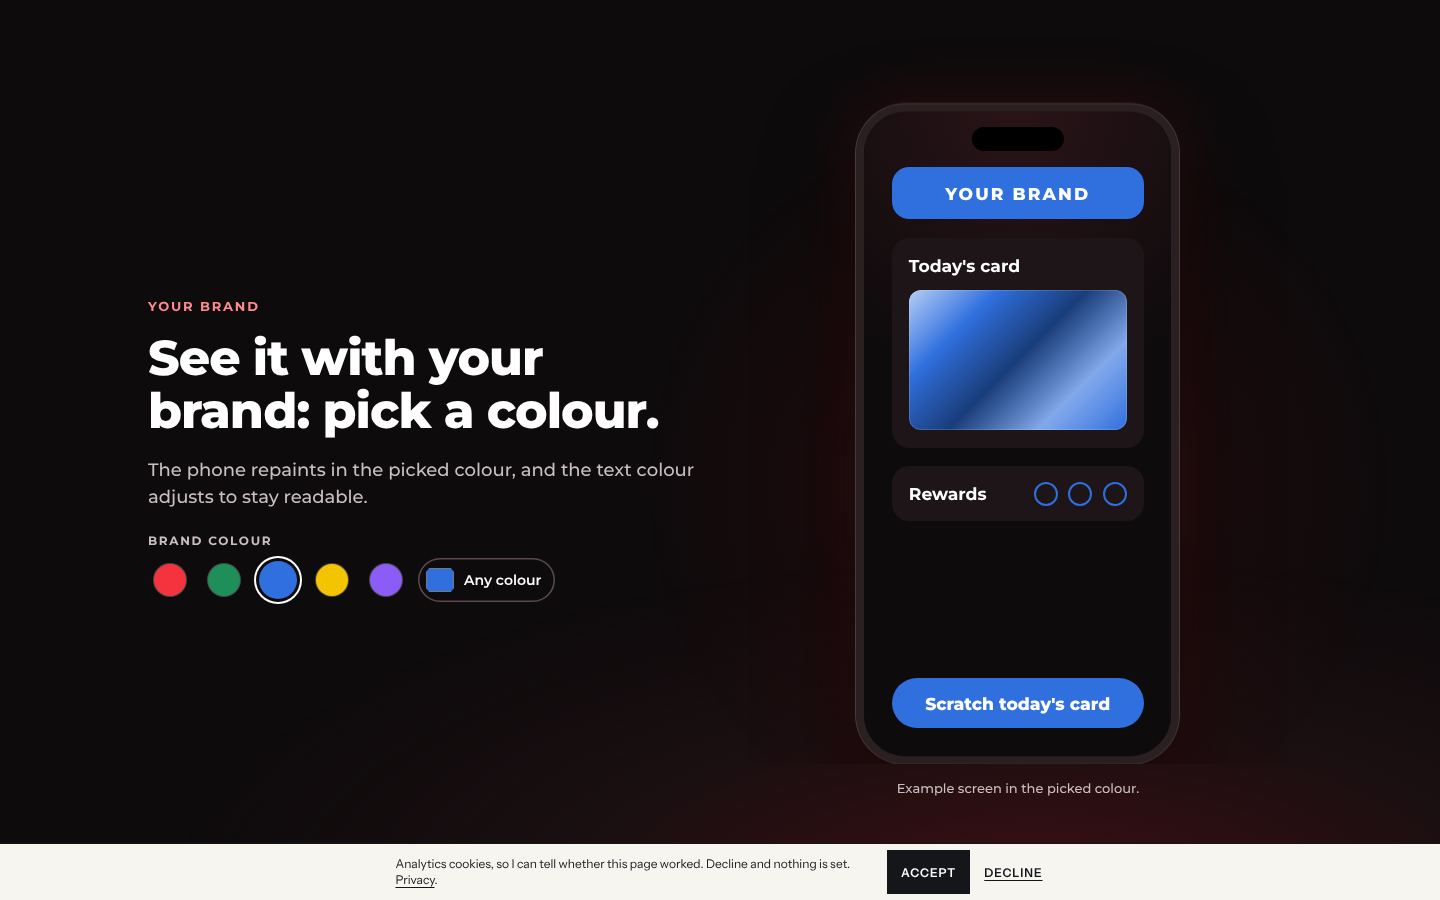 YOUR BRAND
See it with your
brand: pick a colour.
The phone repaints in the picked colour, and the text colour
adjusts to stay readable.
BRAND COLOUR
Any colour
YOUR BRAND
Today's card
Rewards
Scratch today's card
Example screen in the picked colour.
Analytics cookies, so I can tell whether this page worked. Decline and nothing is set.
Privacy.
ACCEPT
DECLINE